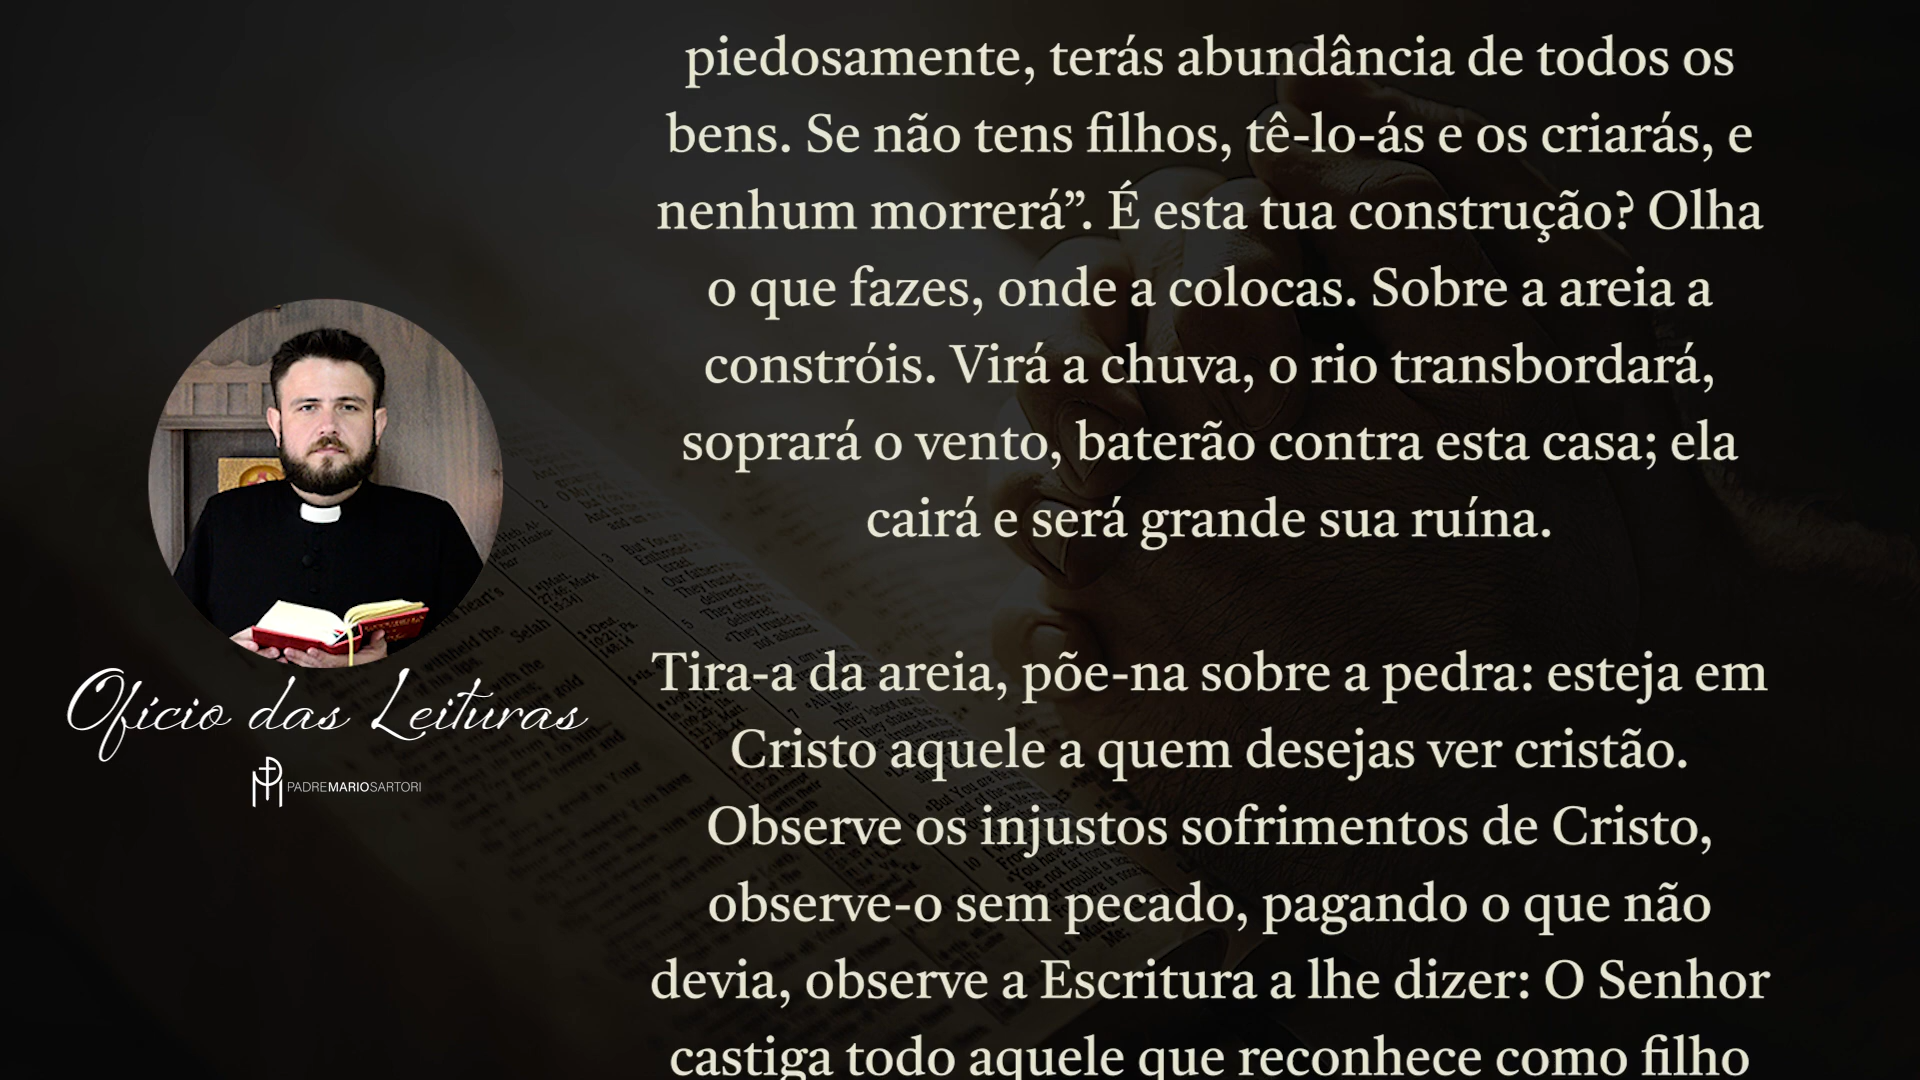 piedosamente, terás abundância de todos os
bens. Se não tens filhos, tê-lo-ás e os criarás, e
nenhum morrerá”. É esta tua construção? Olha
o que fazes, onde a colocas. Sobre a areia a
constróis. Virá a chuva, o rio transbordará,
soprará o vento, baterão contra esta casa; ela
cairá e será grande sua ruína.
Tira-a da areia, põe-na sobre a pedra: esteja em
Cristo aquele a quem desejas ver cristão.
Observe os injustos sofrimentos de Cristo,
observe-o sem pecado, pagando o que não
devia, observe a Escritura a lhe dizer: O Senhor
castiga todo aquele que reconhece como filho
Ofício das Leituras
PADREMARIOSARTORI